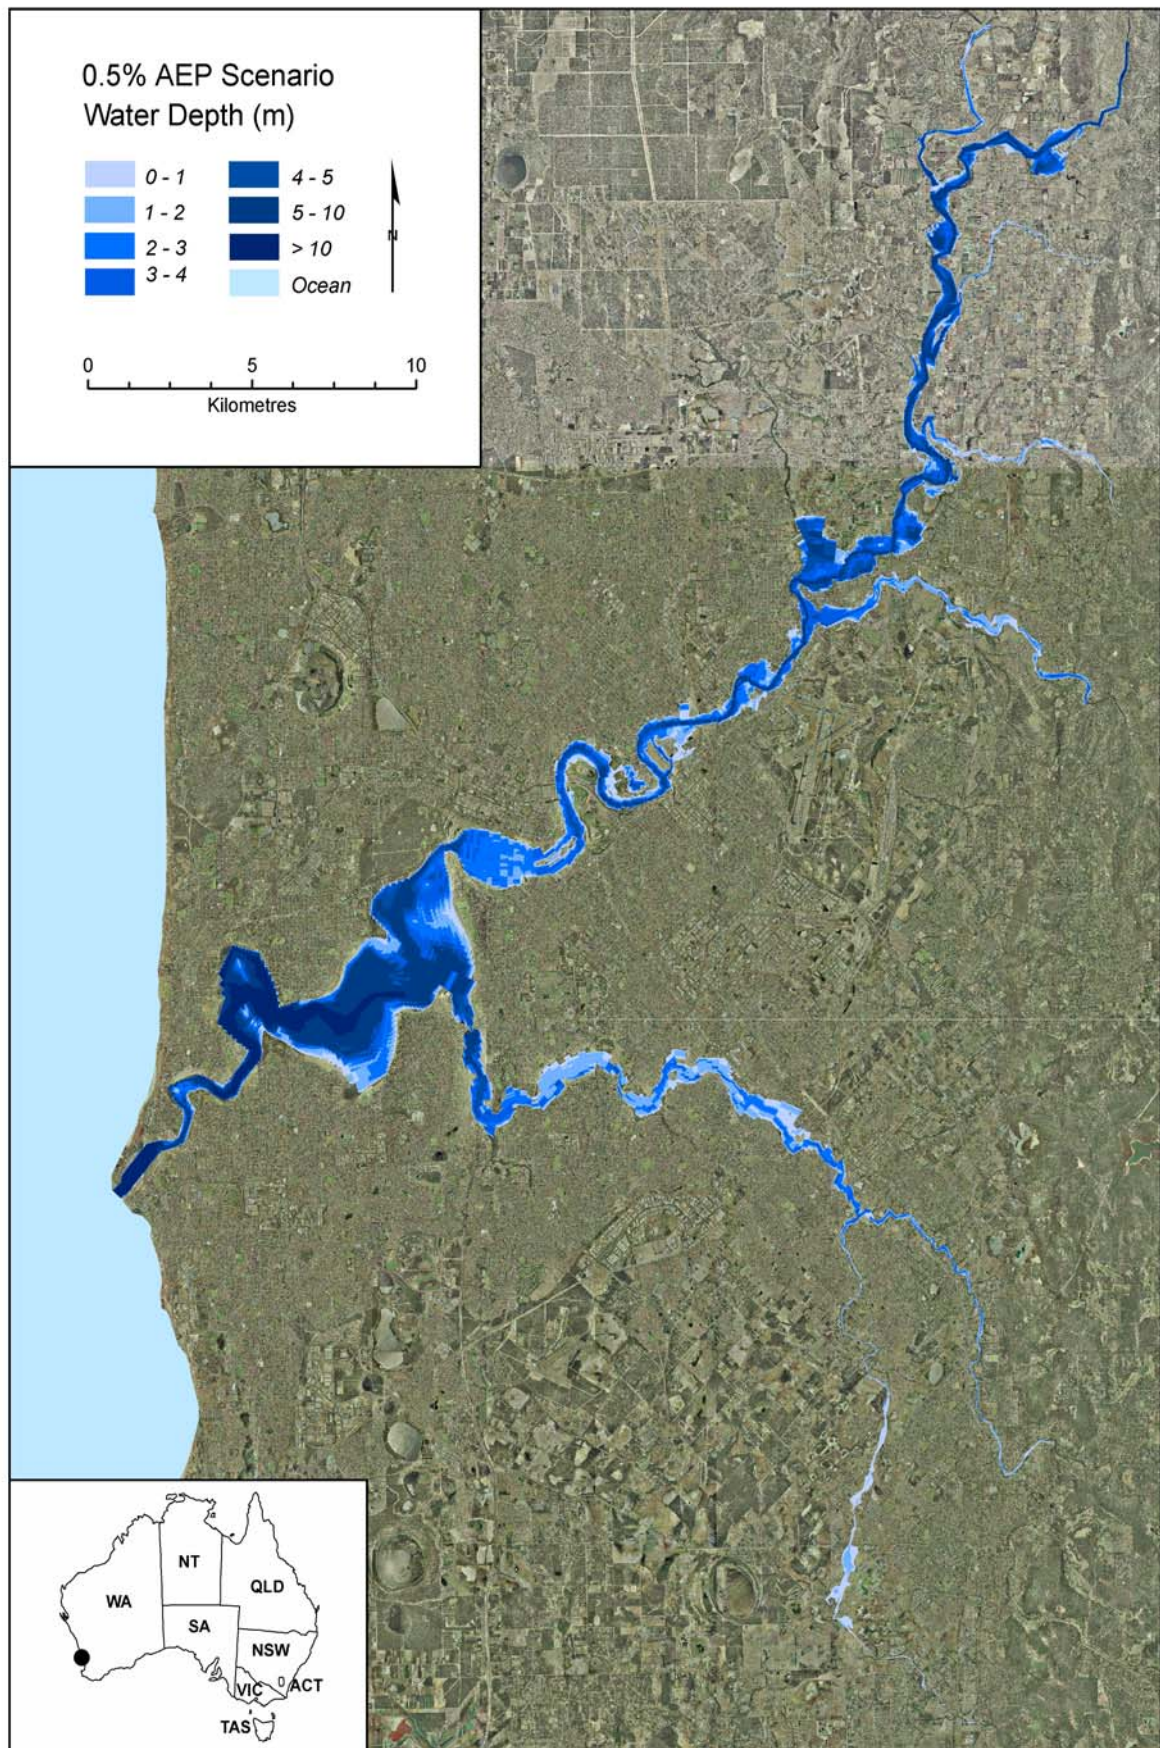 0.5% AEP Scenario
Water Depth (m)
0 - 1
4 - 5
1 - 2
5 - 10
2 - 3
> 10
3 - 4
Ocean
N
0 5 10
Kilometres
NT
WA
QLD
SA
NSW
VIC
ACT
TAS